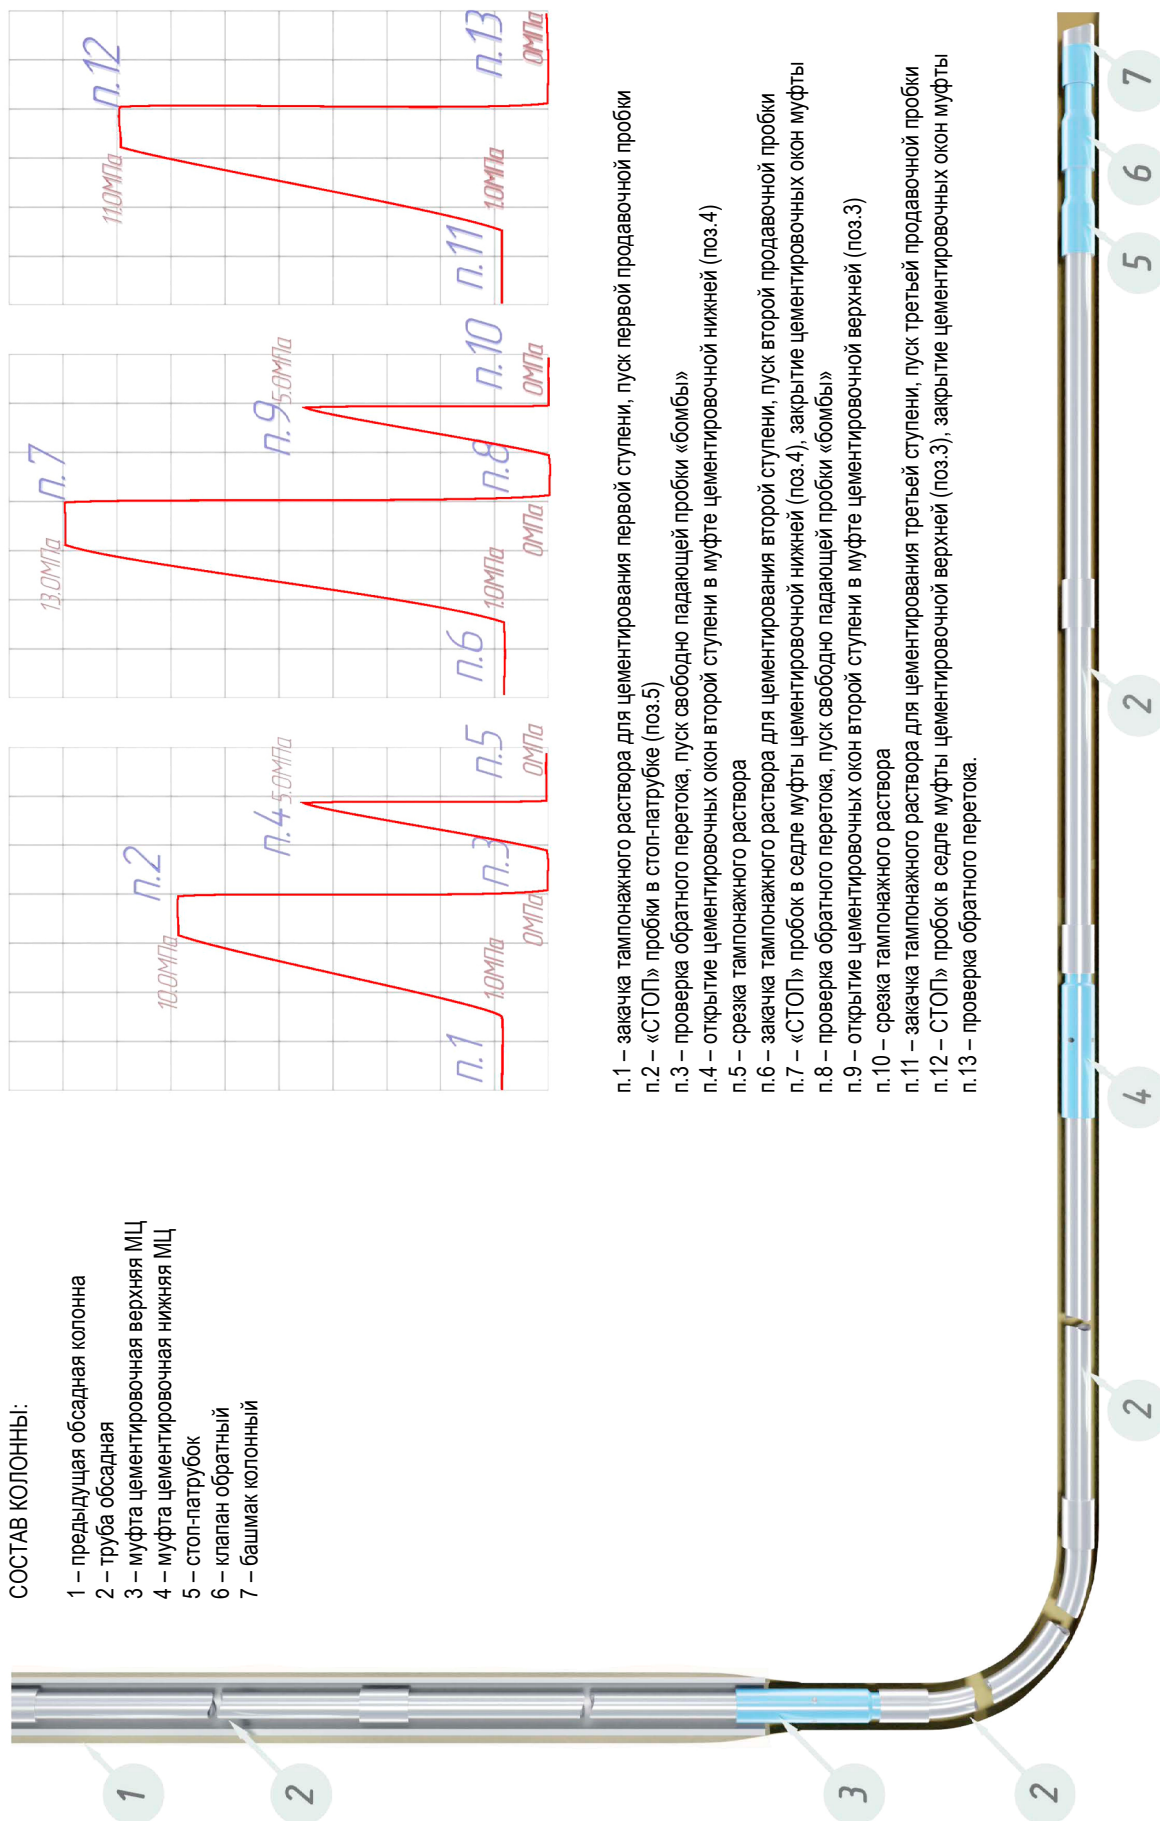 СОСТАВ КОЛОННЫ:
1 – предыдущая обсадная колонна
2 – труба обсадная
3 – муфта цементировочная верхняя МЦ
4 – муфта цементировочная нижняя МЦ
5 – стоп-патрубок
6 – клапан обратный
7 – башмак колонный
п.1
1.0МПа
10.0МПа
п.2
0МПа
п.3
п.4
5.0МПа
п.5
0МПа
п.6
1.0МПа
13.0МПа
п.7
0МПа
п.8
п.9
5.0МПа
п.10
0МПа
п.11
1.0МПа
11.0МПа
п.12
п.13
0МПа
п.1 – закачка тампонажного раствора для цементирования первой ступени, пуск первой продавочной пробки
п.2 – «СТОП» пробки в стоп-патрубке (поз.5)
п.3 – проверка обратного перетока, пуск свободно падающей пробки «бомбы»
п.4 – открытие цементировочных окон второй ступени в муфте цементировочной нижней (поз.4)
п.5 – срезка тампонажного раствора
п.6 – закачка тампонажного раствора для цементирования второй ступени, пуск второй продавочной пробки
п.7 – «СТОП» пробок в седле муфты цементировочной нижней (поз.4), закрытие цементировочных окон муфты
п.8 – проверка обратного перетока, пуск свободно падающей пробки «бомбы»
п.9 – открытие цементировочных окон второй ступени в муфте цементировочной верхней (поз.3)
п.10 – срезка тампонажного раствора
п.11 – закачка тампонажного раствора для цементирования третьей ступени, пуск третьей продавочной пробки
п.12 – СТОП» пробок в седле муфты цементировочной верхней (поз.3), закрытие цементировочных окон муфты
п.13 – проверка обратного перетока.
1
2
3
2
2
4
2
5
6
7